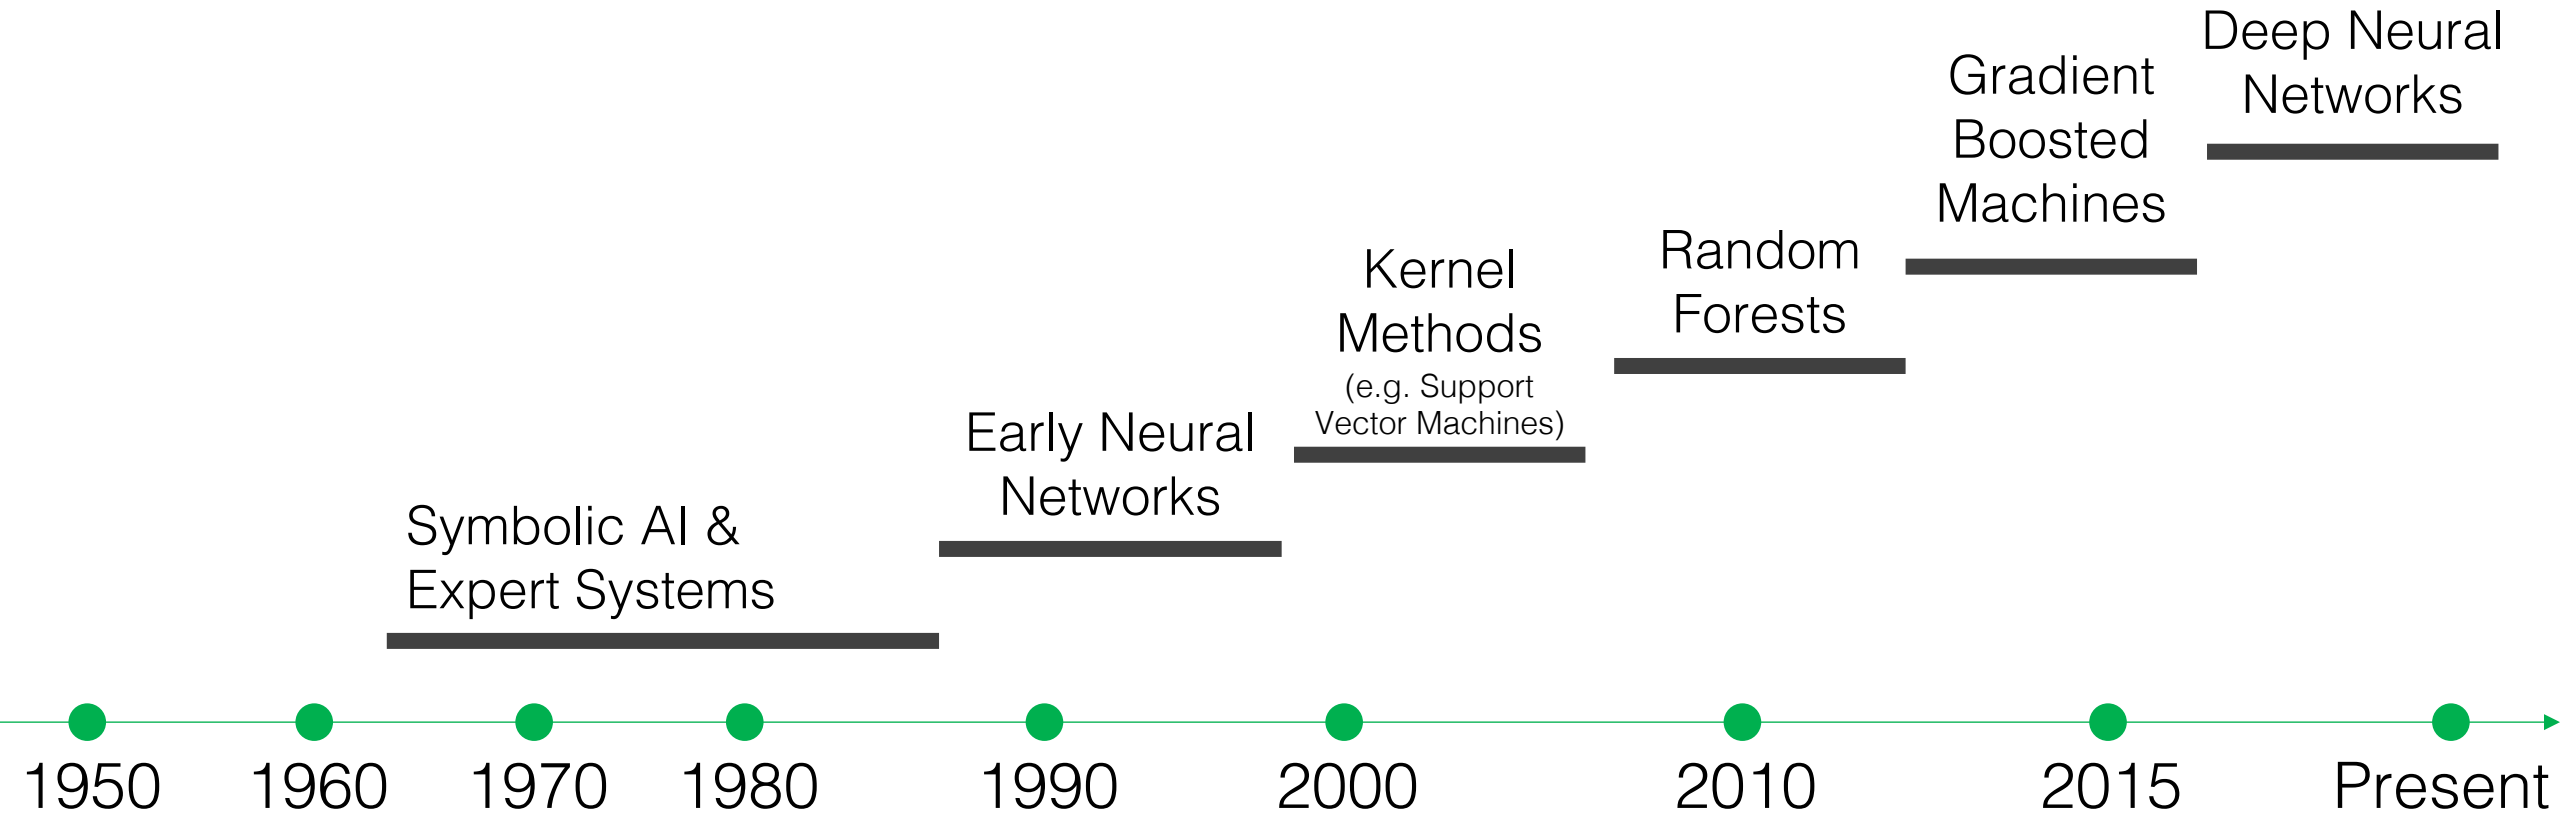 Symbolic AI &
Expert Systems
Early Neural
Networks
Kernel
Methods
(e.g. Support
Vector Machines)
Random
Forests
Gradient
Boosted
Machines
Deep Neural
Networks
1950
1960
1970
1980
1990
2000
2010
2015
Present